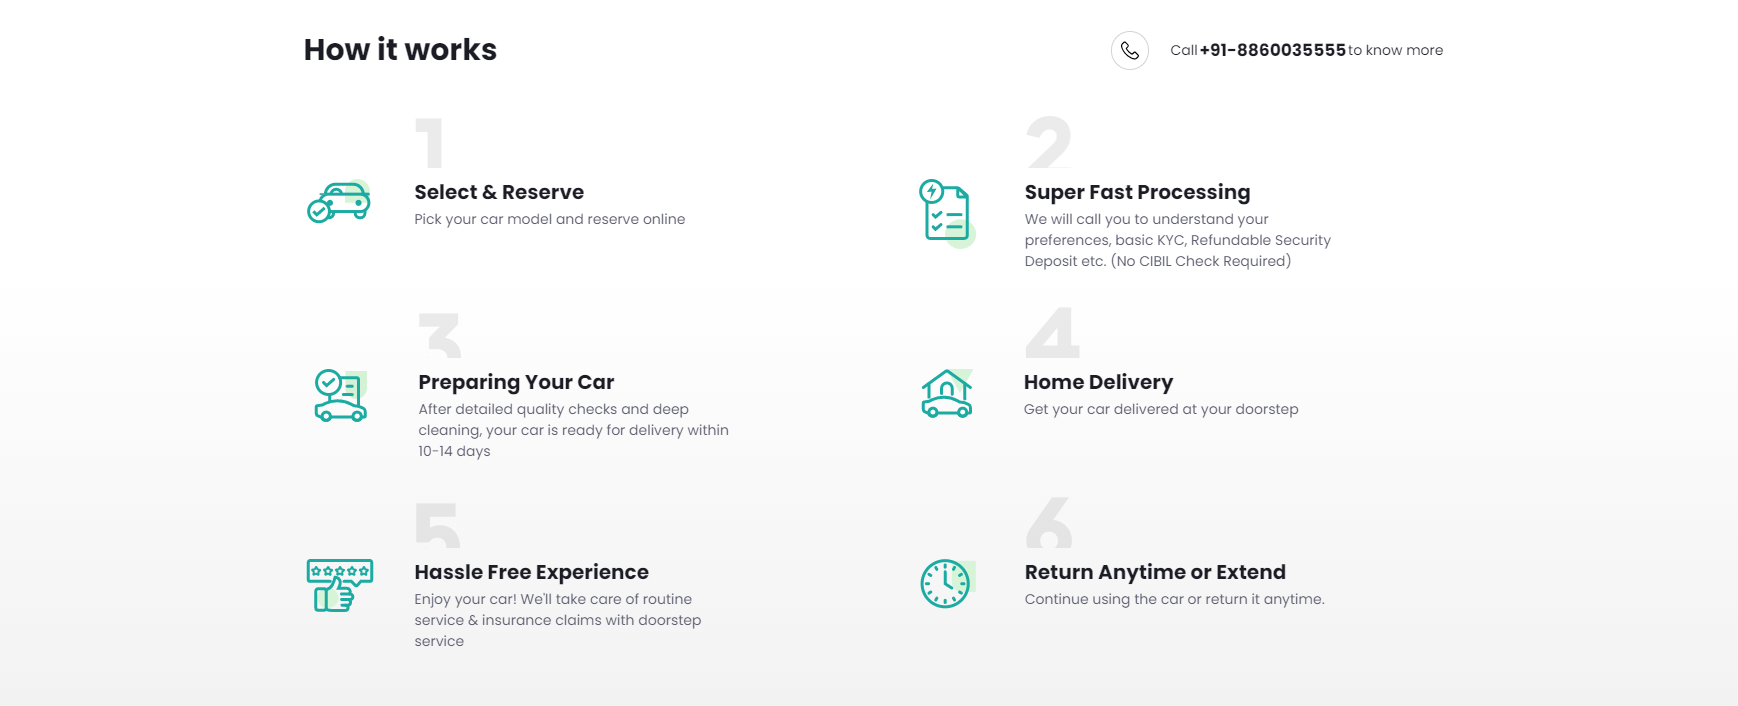 How it works
Call +91-8860035555 to know more
1
Select & Reserve
Pick your car model and reserve online
2
Super Fast Processing
We will call you to understand your
preferences, basic KYC, Refundable Security
Deposit etc. (No CIBIL Check Required)
3
Preparing Your Car
After detailed quality checks and deep
cleaning, your car is ready for delivery within
10-14 days
4
Home Delivery
Get your car delivered at your doorstep
5
Hassle Free Experience
Enjoy your car! We'll take care of routine
service & insurance claims with doorstep
service
6
Return Anytime or Extend
Continue using the car or return it anytime.